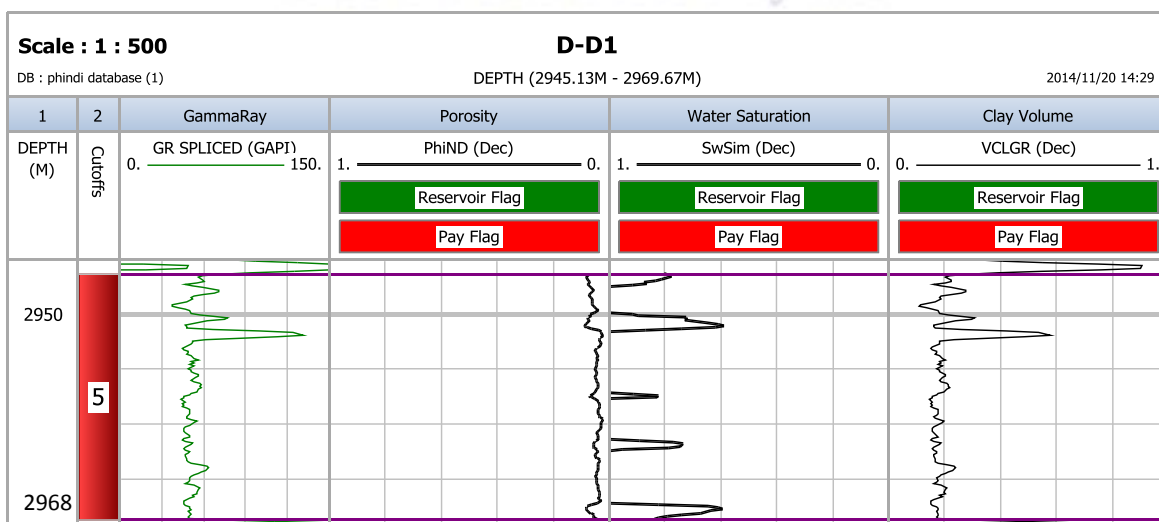 Scale : 1 : 500
D-D1
DB : phindi database (1)
DEPTH (2945.13M - 2969.67M)
2014/11/20 14:29
1 2 GammaRay Porosity Water Saturation Clay Volume
DEPTH (M)
Cutoffs
GR SPLICED (GAPI)
0. 150.
PhiND (Dec)
1. 0.
Reservoir Flag
Pay Flag
SwSim (Dec)
1. 0.
Reservoir Flag
Pay Flag
VCLGR (Dec)
0. 1.
Reservoir Flag
Pay Flag
2950
5
2968